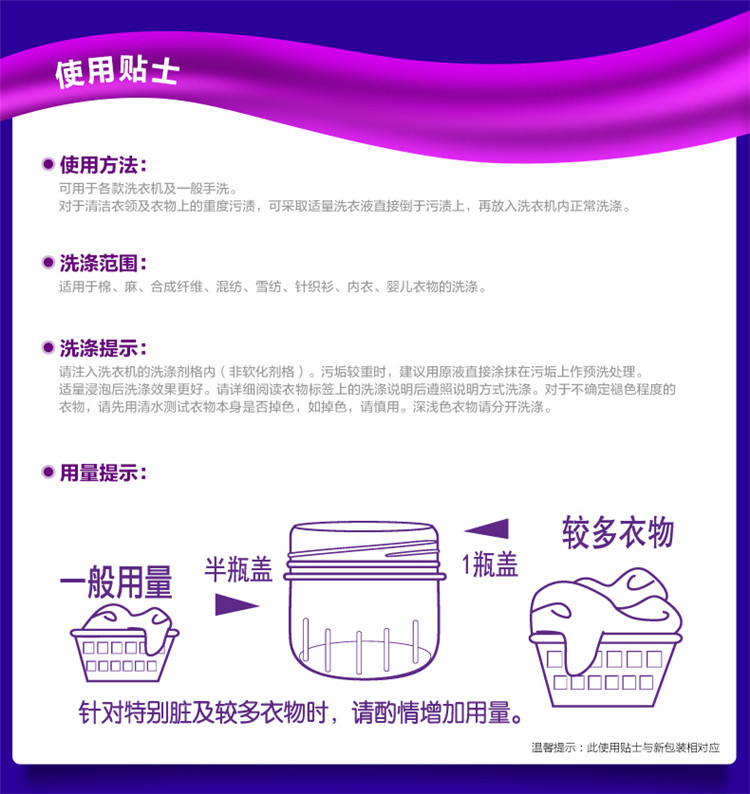 使用贴士
使用方法：
可用于各款洗衣机及一般手洗。
对于清洁衣领及衣物上的重度污渍，可采取适量洗衣液直接倒于污渍上，再放入洗衣机内正常洗涤。
洗涤范围：
适用于棉、麻、合成纤维、混纺、雪纺、针织衫、内衣、婴儿衣物的洗涤。
洗涤提示：
请注入洗衣机的洗涤剂格内（非软化剂格）。污垢较重时，建议用原液直接涂抹在污垢上作预洗处理。
适量浸泡后洗涤效果更好。请详细阅读衣物标签上的洗涤说明后遵照说明方式洗涤。对于不确定褪色程度的
衣物，请先用清水测试衣物本身是否掉色，如掉色，请慎用。深浅色衣物请分开洗涤。
用量提示：
一般用量
半瓶盖
1瓶盖
较多衣物
针对特别脏及较多衣物时，请酌情增加用量。
温馨提示：此使用贴士与新包装相对应